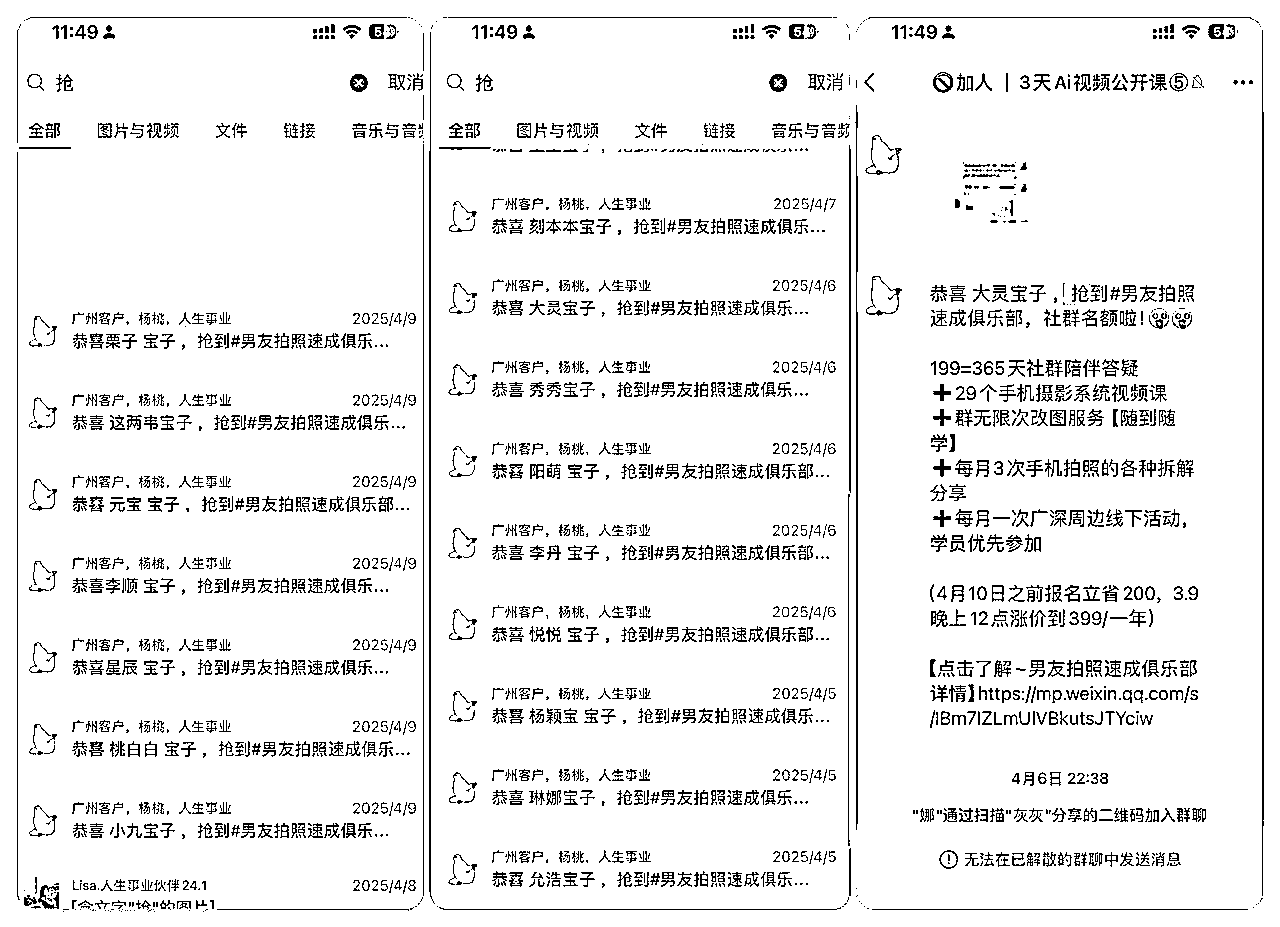 11:49
抢
取消
全部 图片与视频 文件 链接 音乐与音频
广州客户，杨桃，人生事业 2025/4/9
恭喜栗子 宝子 ，抢到#男友拍照速成俱乐...
广州客户，杨桃，人生事业 2025/4/9
恭喜 这两韦宝子 ，抢到#男友拍照速成俱乐...
广州客户，杨桃，人生事业 2025/4/9
恭喜 元宝 宝子 ，抢到#男友拍照速成俱乐部...
广州客户，杨桃，人生事业 2025/4/9
恭喜李顺 宝子 ，抢到#男友拍照速成俱乐...
广州客户，杨桃，人生事业 2025/4/9
恭喜星辰 宝子 ，抢到#男友拍照速成俱乐...
广州客户，杨桃，人生事业 2025/4/9
恭喜 桃白白 宝子 ，抢到#男友拍照速成俱乐...
广州客户，杨桃，人生事业 2025/4/9
恭喜 小九宝子 ，抢到#男友拍照速成俱乐...
Lisa.人生事业伙伴24.1 2025/4/8
[含文字"抢"的图片]
11:49
抢
取消
全部 图片与视频 文件 链接 音乐与音频
广州客户，杨桃，人生事业 2025/4/7
恭喜 刻本本宝子 ，抢到#男友拍照速成俱乐...
广州客户，杨桃，人生事业 2025/4/6
恭喜 大灵宝子 ，抢到#男友拍照速成俱乐...
广州客户，杨桃，人生事业 2025/4/6
恭喜 秀秀宝子 ，抢到#男友拍照速成俱乐...
广州客户，杨桃，人生事业 2025/4/6
恭喜 阳萌 宝子 ，抢到#男友拍照速成俱乐部...
广州客户，杨桃，人生事业 2025/4/6
恭喜 李丹 宝子 ，抢到#男友拍照速成俱乐部...
广州客户，杨桃，人生事业 2025/4/6
恭喜 悦悦 宝子 ，抢到#男友拍照速成俱乐部...
广州客户，杨桃，人生事业 2025/4/5
恭喜 杨颖宝 宝子 ，抢到#男友拍照速成俱乐...
广州客户，杨桃，人生事业 2025/4/5
恭喜 琳娜宝子 ，抢到#男友拍照速成俱乐...
广州客户，杨桃，人生事业 2025/4/5
恭喜 允浩宝子 ，抢到#男友拍照速成俱乐...
11:49
🚫加人 | 3天Ai视频公开课⑤
恭喜 大灵宝子 ，抢到#男友拍照
速成俱乐部，社群名额啦！
199=365天社群陪伴答疑
➕29个手机摄影系统视频课
➕群无限次改图服务【随到随
学】
➕每月3次手机拍照的各种拆解
分享
➕每月一次广深周边线下活动，
学员优先参加
（4月10日之前报名立省200，3.9
晚上12点涨价到399/一年）
【点击了解~男友拍照速成俱乐部
详情】https://mp.weixin.qq.com/s
/iBm7IZLmUIVBkutsJTYciw
4月6日 22:38
"娜"通过扫描"灰灰"分享的二维码加入群聊
无法在已解散的群聊中发送消息